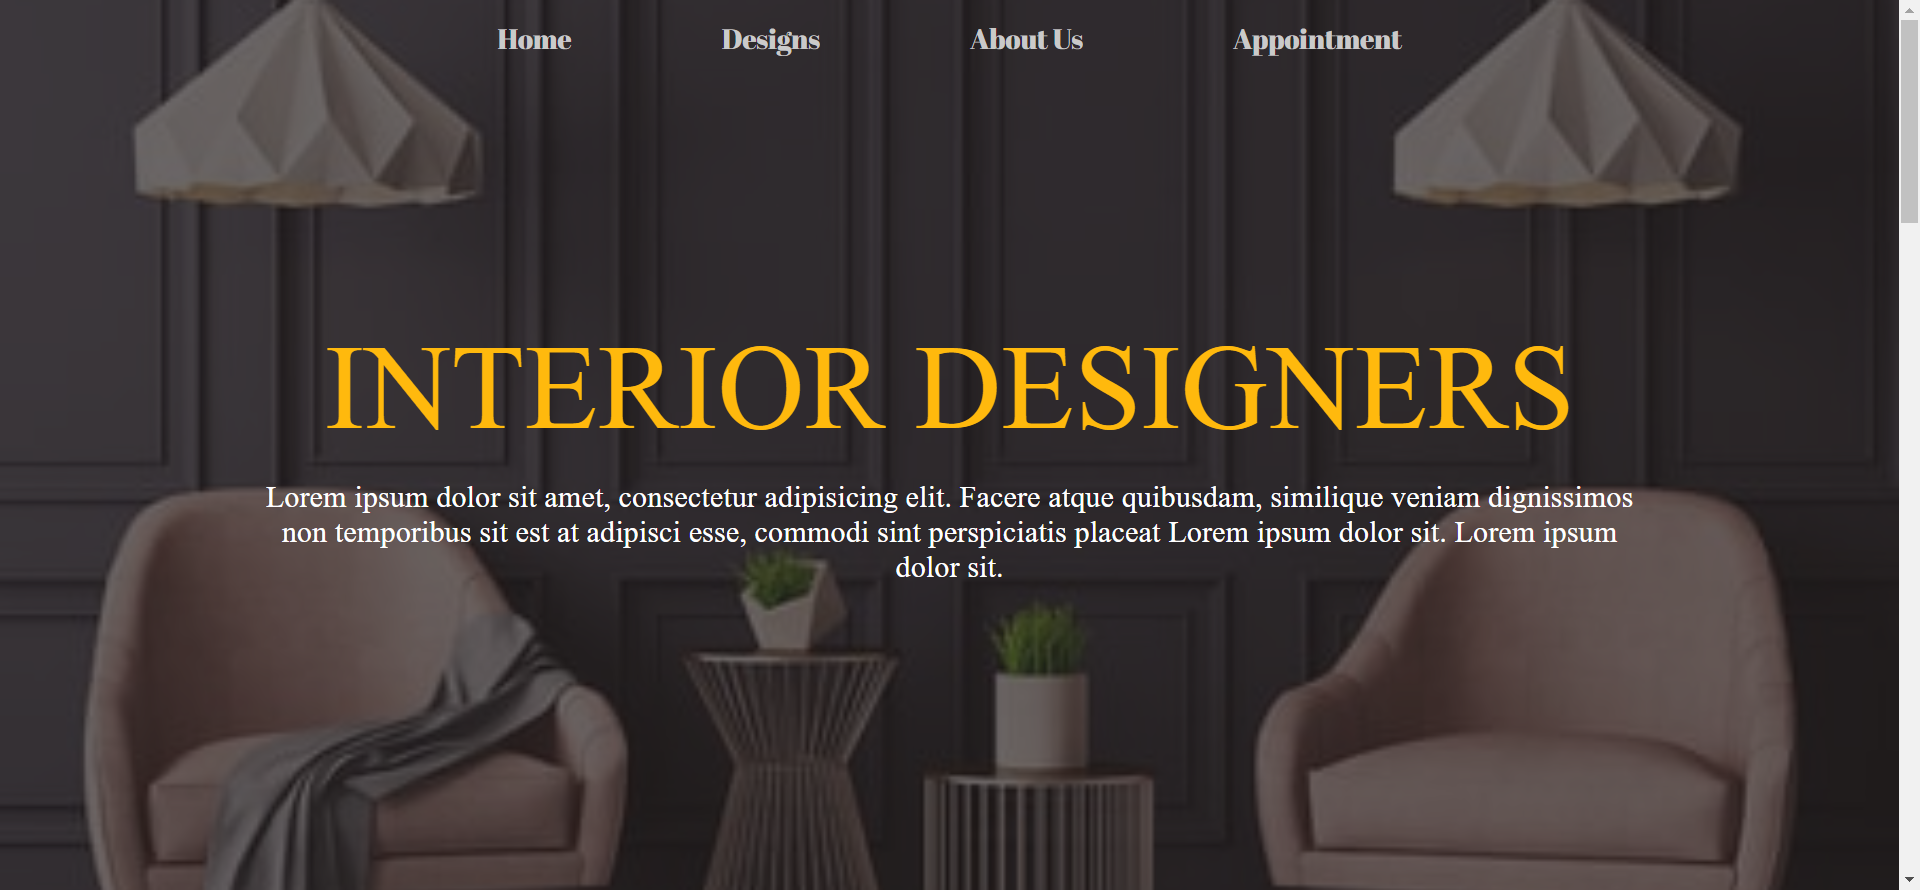 Home Designs About Us Appointment
INTERIOR DESIGNERS
Lorem ipsum dolor sit amet, consectetur adipisicing elit. Facere atque quibusdam, similique veniam dignissimos
non temporibus sit est at adipisci esse, commodi sint perspiciatis placeat Lorem ipsum dolor sit. Lorem ipsum
dolor sit.